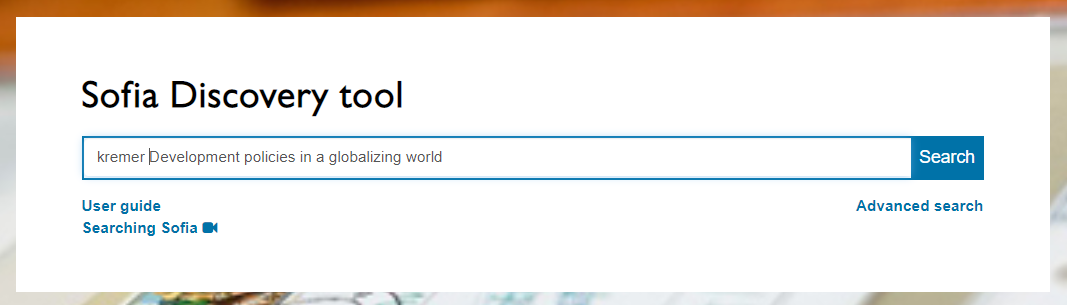 Sofia Discovery tool
kremer Development policies in a globalizing world
Search
User guide
Advanced search
Searching Sofia